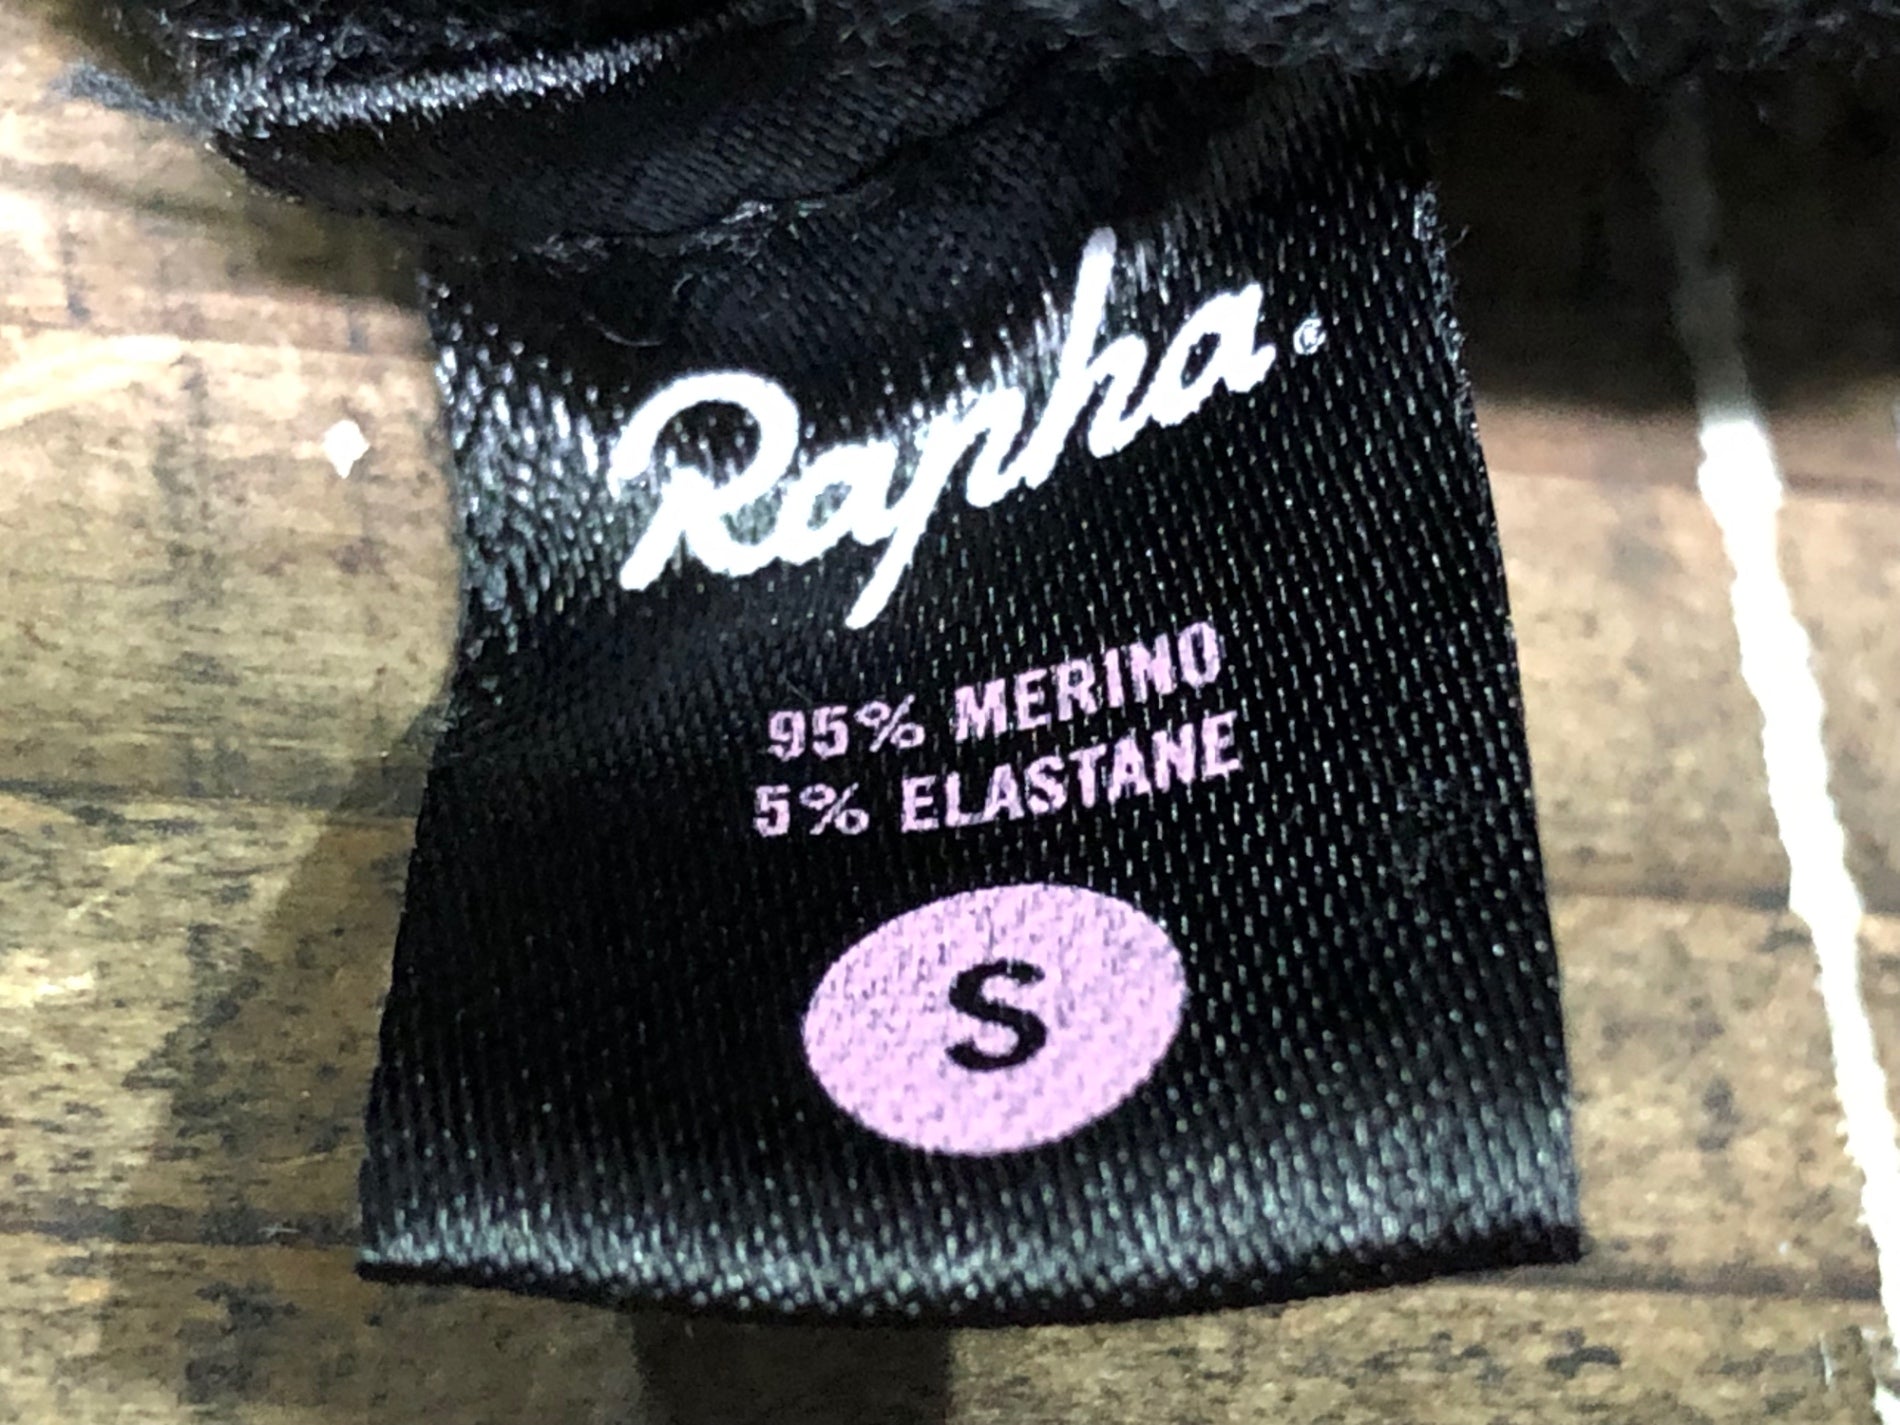 Rapha®
95% MERINO
5% ELASTANE
S